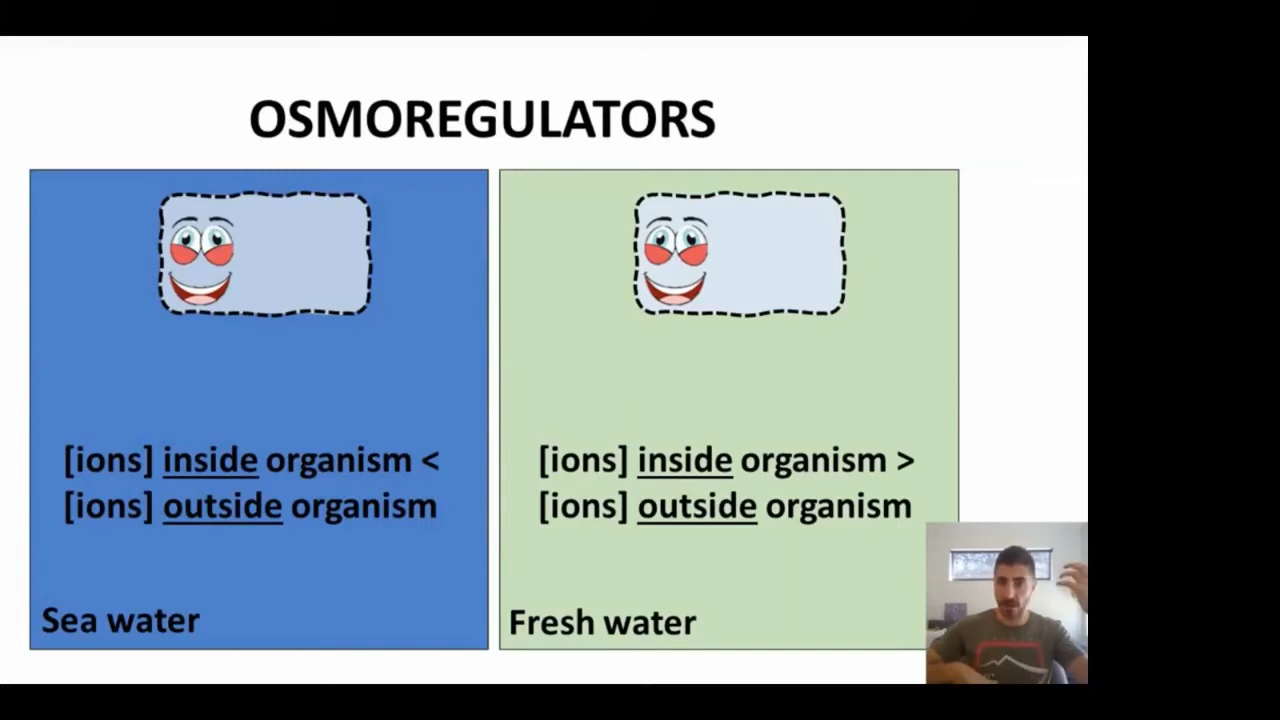 OSMOREGULATORS
[ions] inside organism <
[ions] outside organism
Sea water
[ions] inside organism >
[ions] outside organism
Fresh water